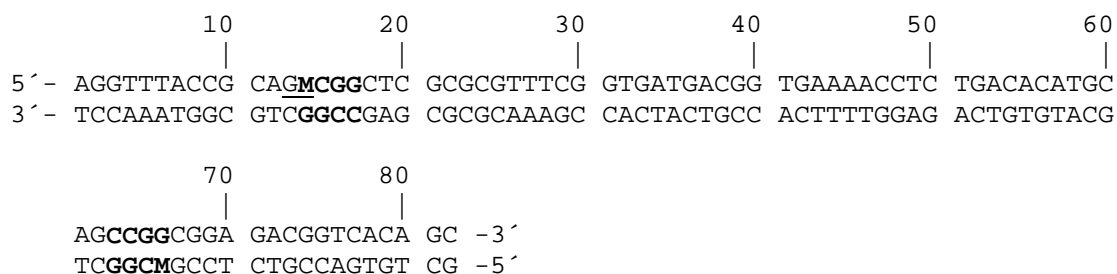 10 20 30 40 50 60
| | | | | |
5´- AGGTTTACCG CAGMCGGCTC GCGCGTTTCG GTGATGACGG TGAAAACCTC TGACACATGC
3´- TCCAAATGGC GTCGGCCGAG CGCGCAAAGC CACTACTGCC ACTTTTGGAG ACTGTGTACG
70 80
| |
AGCCGGCGGA GACGGTCACA GC -3´
TCGGCMGCCT CTGCCAGTGT CG -5´